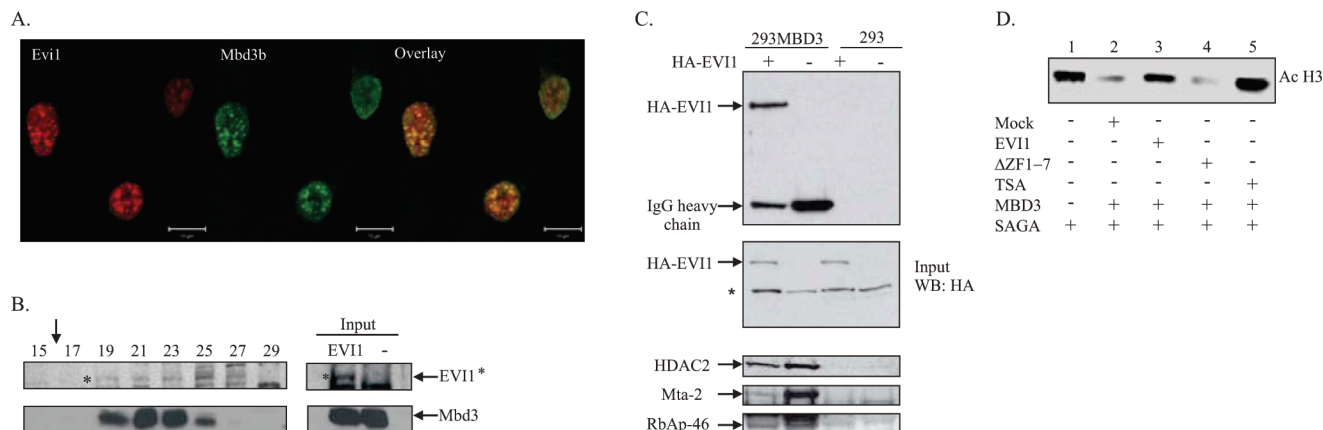 A.
Evi1 Mbd3b Overlay
B.
Input
15 17 19 21 23 25 27 29 EVI1 -
* * EVI1*
Mbd3
C.
293MBD3 293
HA-EVI1 + - + -
HA-EVI1
IgG heavy
chain
HA-EVI1
*
Input
WB: HA
HDAC2
Mta-2
RbAp-46
D.
1 2 3 4 5
Ac H3
Mock - + - - -
EVI1 - - + - -
ΔZF1-7 - - - + -
TSA - - - - +
MBD3 - + + + +
SAGA + + + + +